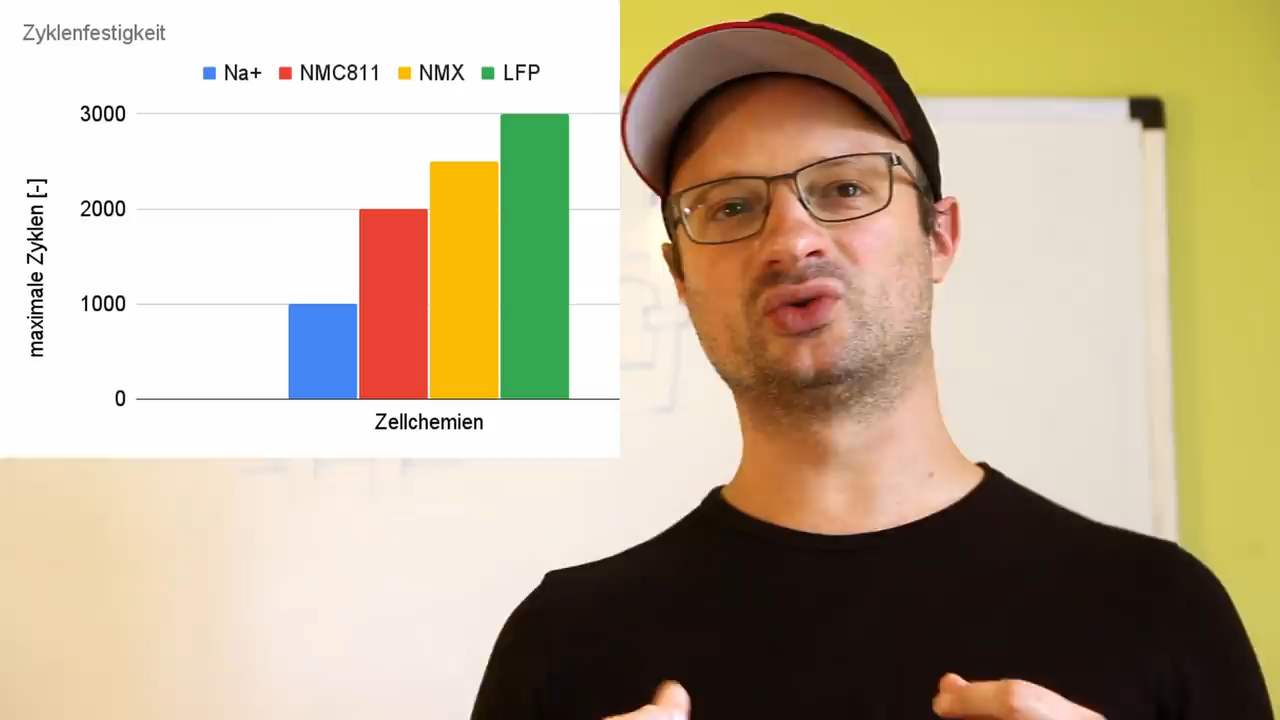 Zyklenfestigkeit
Na+ NMC811 NMX LFP
3000
2000
1000
0
maximale Zyklen [-]
Zellchemien